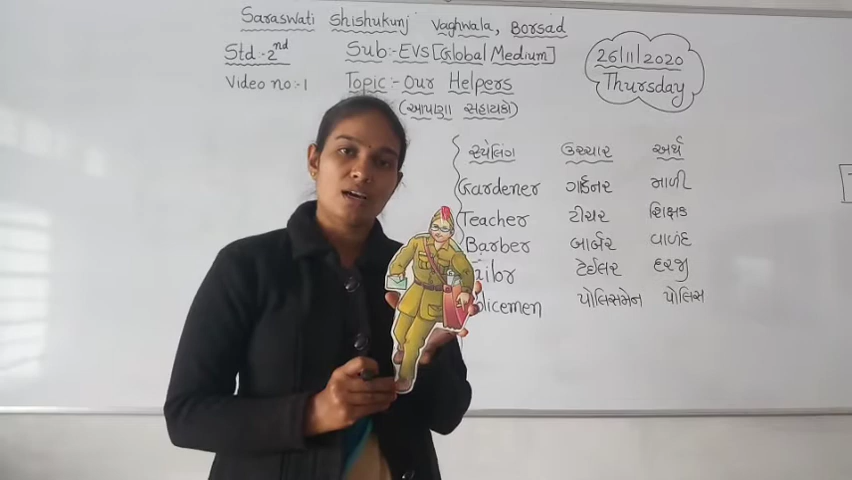 Saraswati Shishukunj Vaghwala, Borsad
Std :- 2nd Sub:- EVS [Global Medium]
26/11/2020
Thursday
Video no:- 1 Topic:- Our Helpers
(આપણા સહાયકો)
સ્પેલિંગ ઉચ્ચાર અર્થ
Gardener ગાર્ડનર માળી
Teacher ટીચર શિક્ષક
Barber બાર્બર વાળંદ
ટેઈલર દરજી
પોલિસમેન પોલિસ